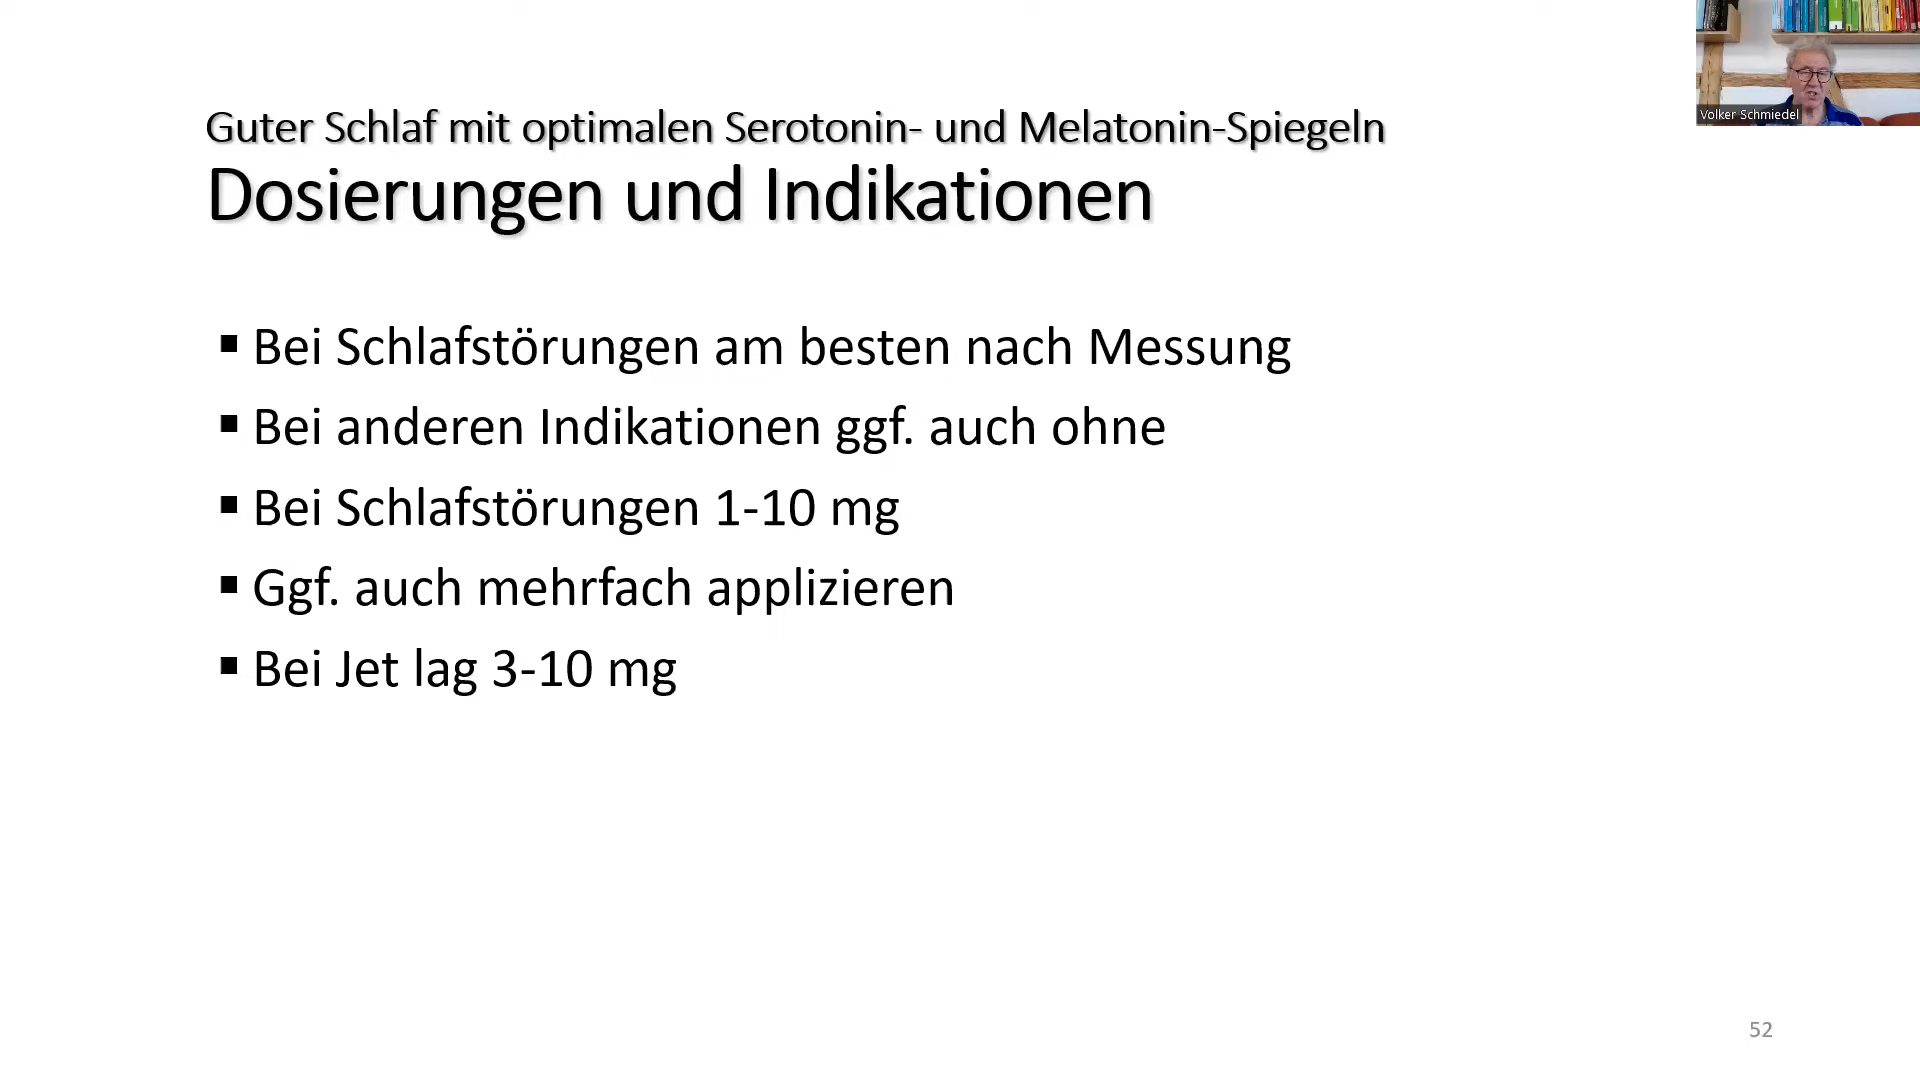 Volker Schmiedel
Guter Schlaf mit optimalen Serotonin- und Melatonin-Spiegeln
Dosierungen und Indikationen
▪ Bei Schlafstörungen am besten nach Messung
▪ Bei anderen Indikationen ggf. auch ohne
▪ Bei Schlafstörungen 1-10 mg
▪ Ggf. auch mehrfach applizieren
▪ Bei Jet lag 3-10 mg
52